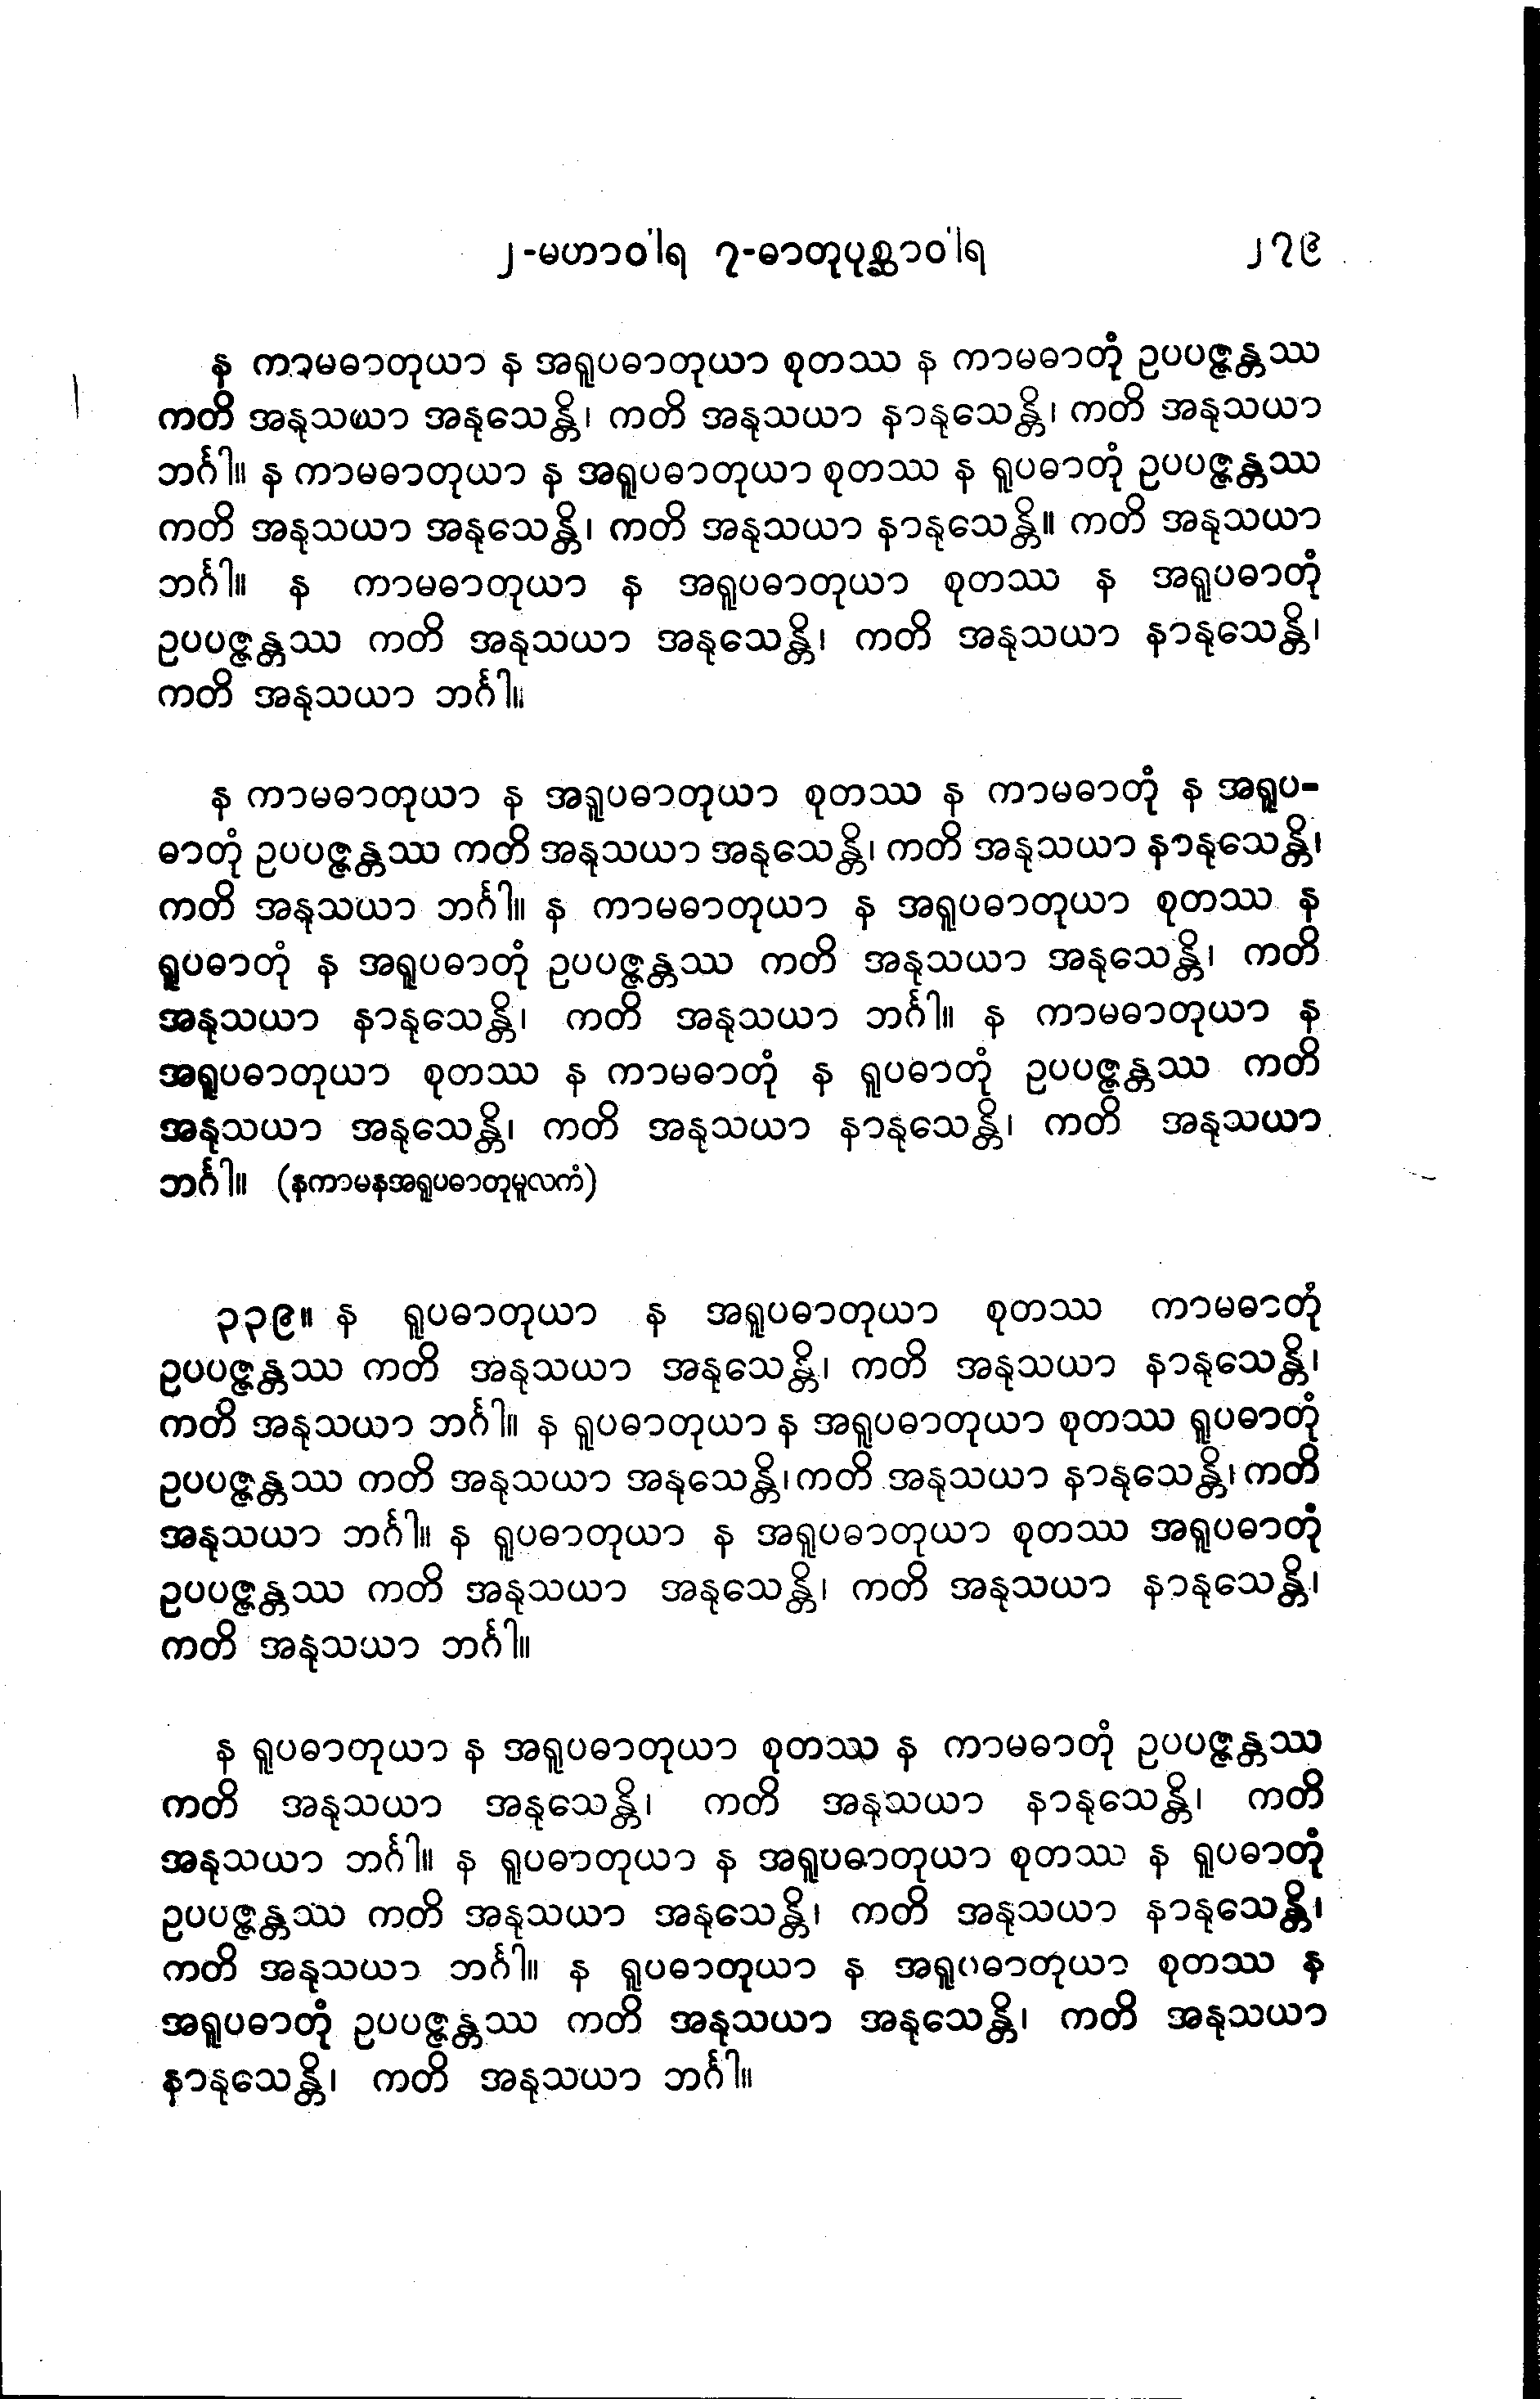 ၂-မဟာဝါရ ၇-ဓာတုပုစ္ဆာဝါရ ၂၇၉
န ကာမဓာတုယာ န အရူပဓာတုယာ စုတဿ န ကာမဓာတုံ ဥပပဇ္ဇန္တဿ
ကတိ အနုသယာ အနုသေန္တိ၊ ကတိ အနုသယာ နာနုသေန္တိ၊ ကတိ အနုသယာ
ဘင်္ဂါ။ န ကာမဓာတုယာ န အရူပဓာတုယာ စုတဿ န ရူပဓာတုံ ဥပပဇ္ဇန္တဿ
ကတိ အနုသယာ အနုသေန္တိ၊ ကတိ အနုသယာ နာနုသေန္တိ။ ကတိ အနုသယာ
ဘင်္ဂါ။ န ကာမဓာတုယာ န အရူပဓာတုယာ စုတဿ န အရူပဓာတုံ
ဥပပဇ္ဇန္တဿ ကတိ အနုသယာ အနုသေန္တိ၊ ကတိ အနုသယာ နာနုသေန္တိ၊
ကတိ အနုသယာ ဘင်္ဂါ။
န ကာမဓာတုယာ န အရူပဓာတုယာ စုတဿ န ကာမဓာတုံ န အရူပ-
ဓာတုံ ဥပပဇ္ဇန္တဿ ကတိ အနုသယာ အနုသေန္တိ၊ ကတိ အနုသယာ နာနုသေန္တိ၊
ကတိ အနုသယာ ဘင်္ဂါ။ န ကာမဓာတုယာ န အရူပဓာတုယာ စုတဿ န
ရူပဓာတုံ န အရူပဓာတုံ ဥပပဇ္ဇန္တဿ ကတိ အနုသယာ အနုသေန္တိ၊ ကတိ
အနုသယာ နာနုသေန္တိ၊ ကတိ အနုသယာ ဘင်္ဂါ။ န ကာမဓာတုယာ န
အရူပဓာတုယာ စုတဿ န ကာမဓာတုံ န ရူပဓာတုံ ဥပပဇ္ဇန္တဿ ကတိ
အနုသယာ အနုသေန္တိ၊ ကတိ အနုသယာ နာနုသေန္တိ၊ ကတိ အနုသယာ
ဘင်္ဂါ။ (နကာမနအရူပဓာတုမူလကံ)
၃၃၉။ န ရူပဓာတုယာ န အရူပဓာတုယာ စုတဿ ကာမဓာတုံ
ဥပပဇ္ဇန္တဿ ကတိ အနုသယာ အနုသေန္တိ၊ ကတိ အနုသယာ နာနုသေန္တိ၊
ကတိ အနုသယာ ဘင်္ဂါ။ န ရူပဓာတုယာ န အရူပဓာတုယာ စုတဿ ရူပဓာတုံ
ဥပပဇ္ဇန္တဿ ကတိ အနုသယာ အနုသေန္တိ၊ ကတိ အနုသယာ နာနုသေန္တိ၊ ကတိ
အနုသယာ ဘင်္ဂါ။ န ရူပဓာတုယာ န အရူပဓာတုယာ စုတဿ အရူပဓာတုံ
ဥပပဇ္ဇန္တဿ ကတိ အနုသယာ အနုသေန္တိ၊ ကတိ အနုသယာ နာနုသေန္တိ၊
ကတိ အနုသယာ ဘင်္ဂါ။
န ရူပဓာတုယာ န အရူပဓာတုယာ စုတဿ န ကာမဓာတုံ ဥပပဇ္ဇန္တဿ
ကတိ အနုသယာ အနုသေန္တိ၊ ကတိ အနုသယာ နာနုသေန္တိ၊ ကတိ
အနုသယာ ဘင်္ဂါ။ န ရူပဓာတုယာ န အရူပဓာတုယာ စုတဿ န ရူပဓာတုံ
ဥပပဇ္ဇန္တဿ ကတိ အနုသယာ အနုသေန္တိ၊ ကတိ အနုသယာ နာနုသေန္တိ၊
ကတိ အနုသယာ ဘင်္ဂါ။ န ရူပဓာတုယာ န အရူပဓာတုယာ စုတဿ န
အရူပဓာတုံ ဥပပဇ္ဇန္တဿ ကတိ အနုသယာ အနုသေန္တိ၊ ကတိ အနုသယာ
နာနုသေန္တိ၊ ကတိ အနုသယာ ဘင်္ဂါ။